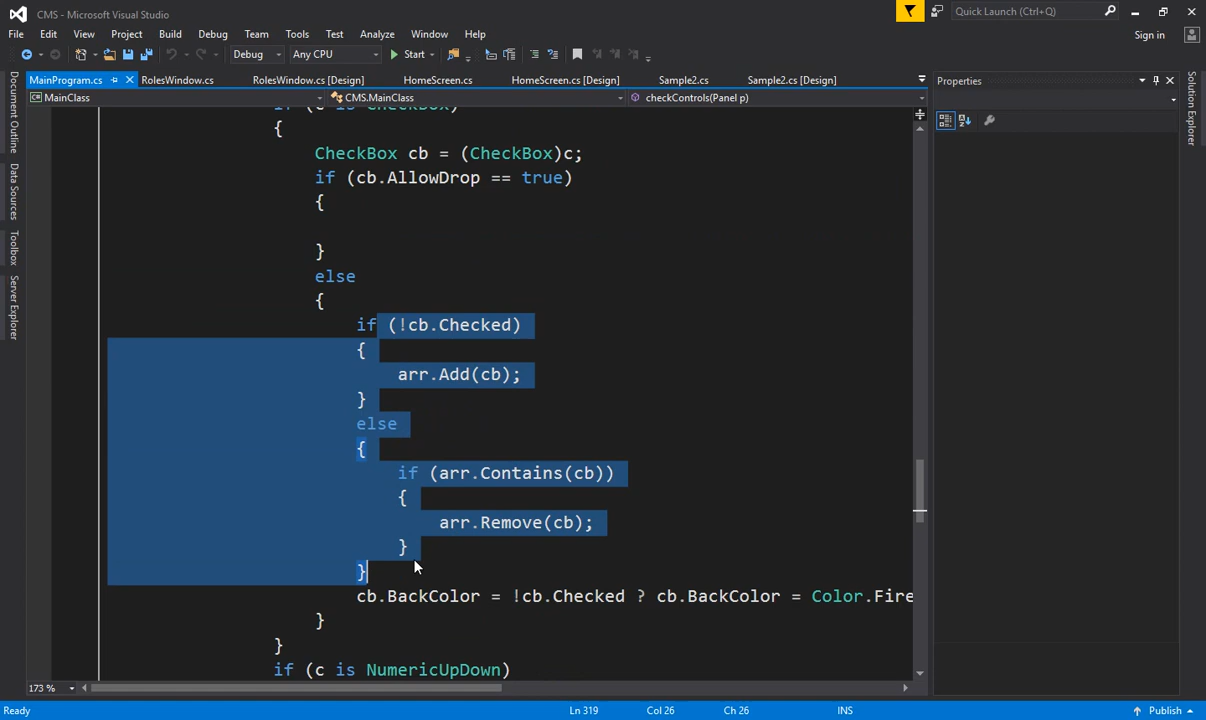 CMS - Microsoft Visual Studio
Quick Launch (Ctrl+Q)
File Edit View Project Build Debug Team Tools Test Analyze Window Help
Sign in
Debug Any CPU Start
MainProgram.cs RolesWindow.cs RolesWindow.cs [Design] HomeScreen.cs HomeScreen.cs [Design] Sample2.cs Sample2.cs [Design]
Properties
MainClass CMS.MainClass checkControls(Panel p)
Document Outline
Data Sources
Toolbox
Server Explorer
Solution Explorer
if (c is CheckBox)
{
CheckBox cb = (CheckBox)c;
if (cb.AllowDrop == true)
{
}
else
{
if (!cb.Checked)
{
arr.Add(cb);
}
else
{
if (arr.Contains(cb))
{
arr.Remove(cb);
}
}
cb.BackColor = !cb.Checked ? cb.BackColor = Color.Fire
}
}
if (c is NumericUpDown)
173 %
Ready Ln 319 Col 26 Ch 26 INS Publish